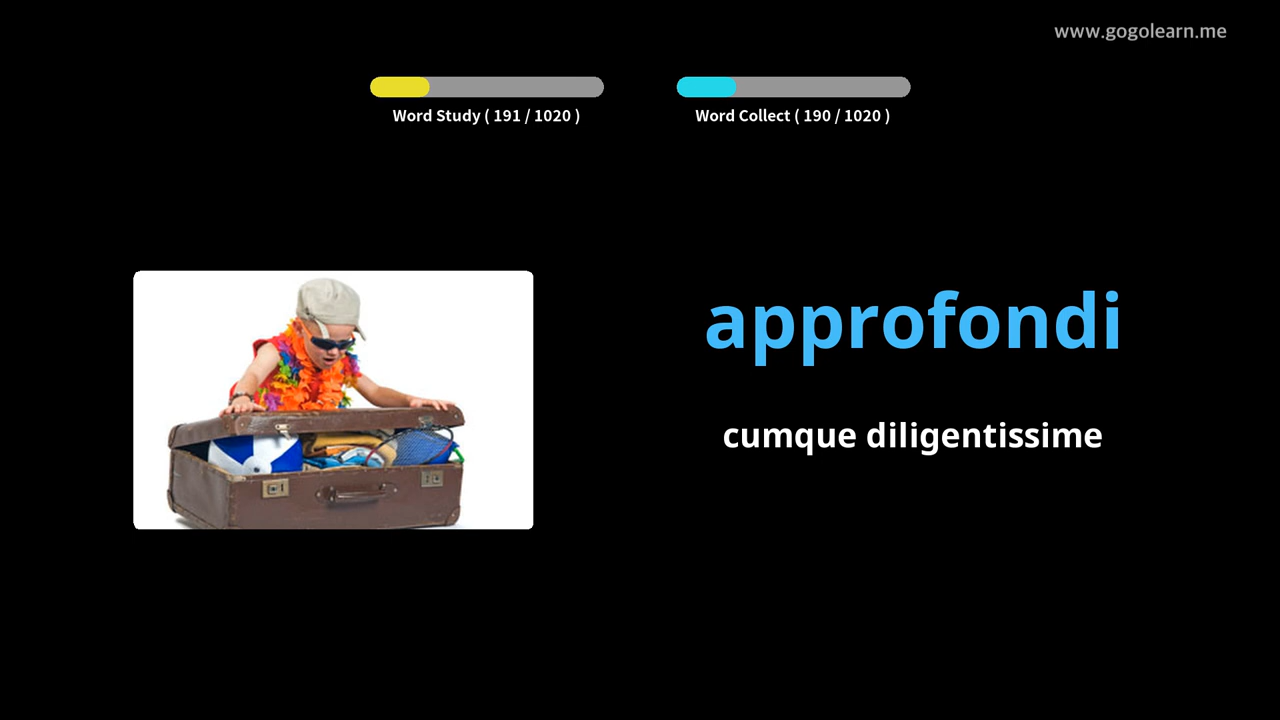 www.gogolearn.me
Word Study ( 191 / 1020 )
Word Collect ( 190 / 1020 )
approfondi
cumque diligentissime